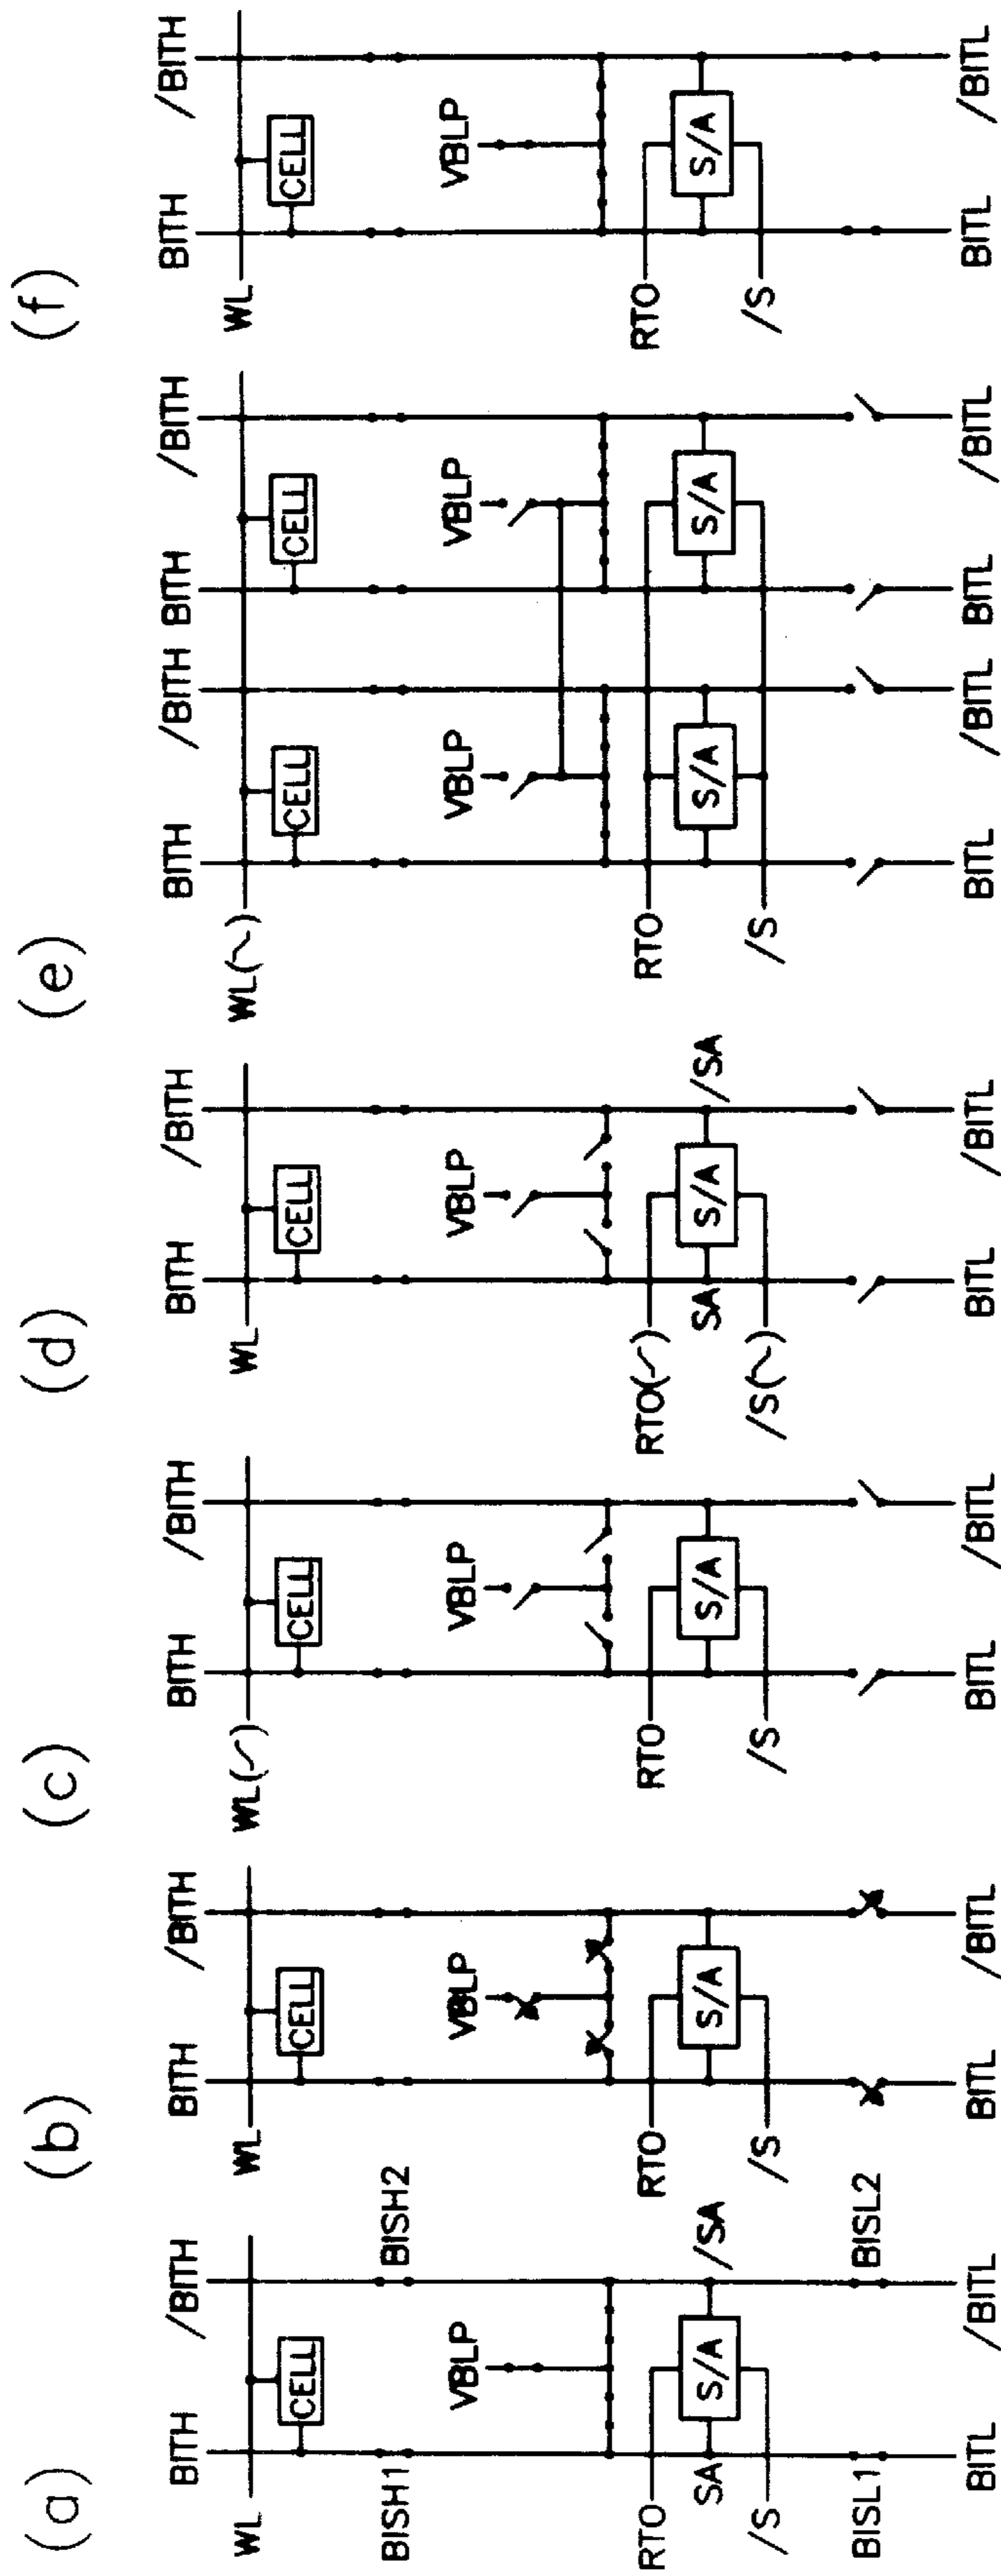 (a)
BITH /BITH
WL
CELL
BISH1 BISH2
VBLP
RTO
SA S/A /SA
/S
BISL1 BISL2
BITL /BITL
(b)
BITH /BITH
WL
CELL
VBLP
RTO
S/A
/S
BITL /BITL
(c)
BITH /BITH
WL(⟋)
CELL
VBLP
RTO
S/A
/S
BITL /BITL
(d)
BITH /BITH
WL
CELL
VBLP
RTO(⟋)
SA S/A /SA
/S(⟍)
BITL /BITL
(e)
BITH /BITH BITH /BITH
WL(⟍)
CELL CELL
VBLP VBLP
RTO
S/A S/A
/S
BITL /BITL BITL /BITL
(f)
BITH /BITH
WL
CELL
VBLP
RTO
S/A
/S
BITL /BITL